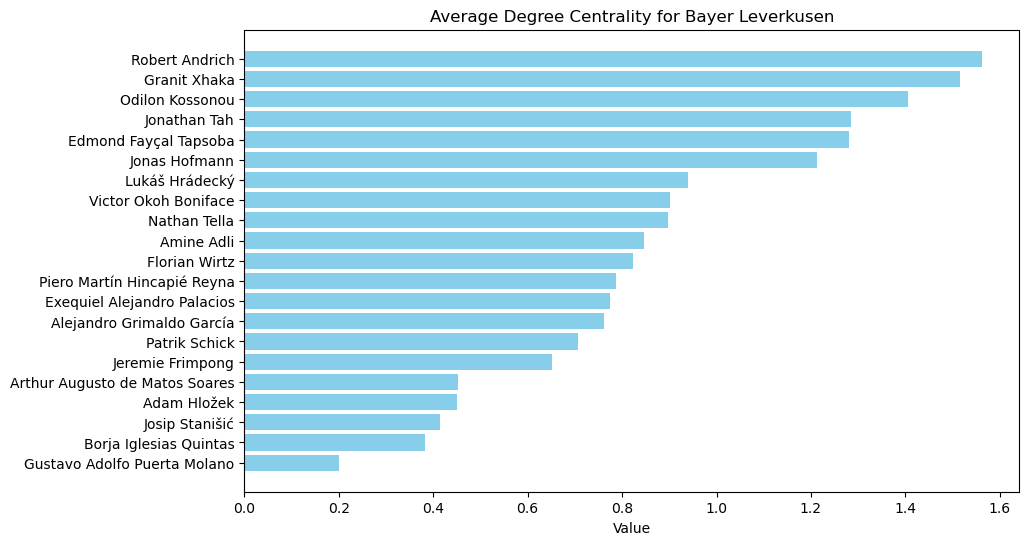 Average Degree Centrality for Bayer Leverkusen
Robert Andrich
Granit Xhaka
Odilon Kossonou
Jonathan Tah
Edmond Fayçal Tapsoba
Jonas Hofmann
Lukáš Hrádecký
Victor Okoh Boniface
Nathan Tella
Amine Adli
Florian Wirtz
Piero Martín Hincapié Reyna
Exequiel Alejandro Palacios
Alejandro Grimaldo García
Patrik Schick
Jeremie Frimpong
Arthur Augusto de Matos Soares
Adam Hložek
Josip Stanišić
Borja Iglesias Quintas
Gustavo Adolfo Puerta Molano
0.0 0.2 0.4 0.6 0.8 1.0 1.2 1.4 1.6
Value